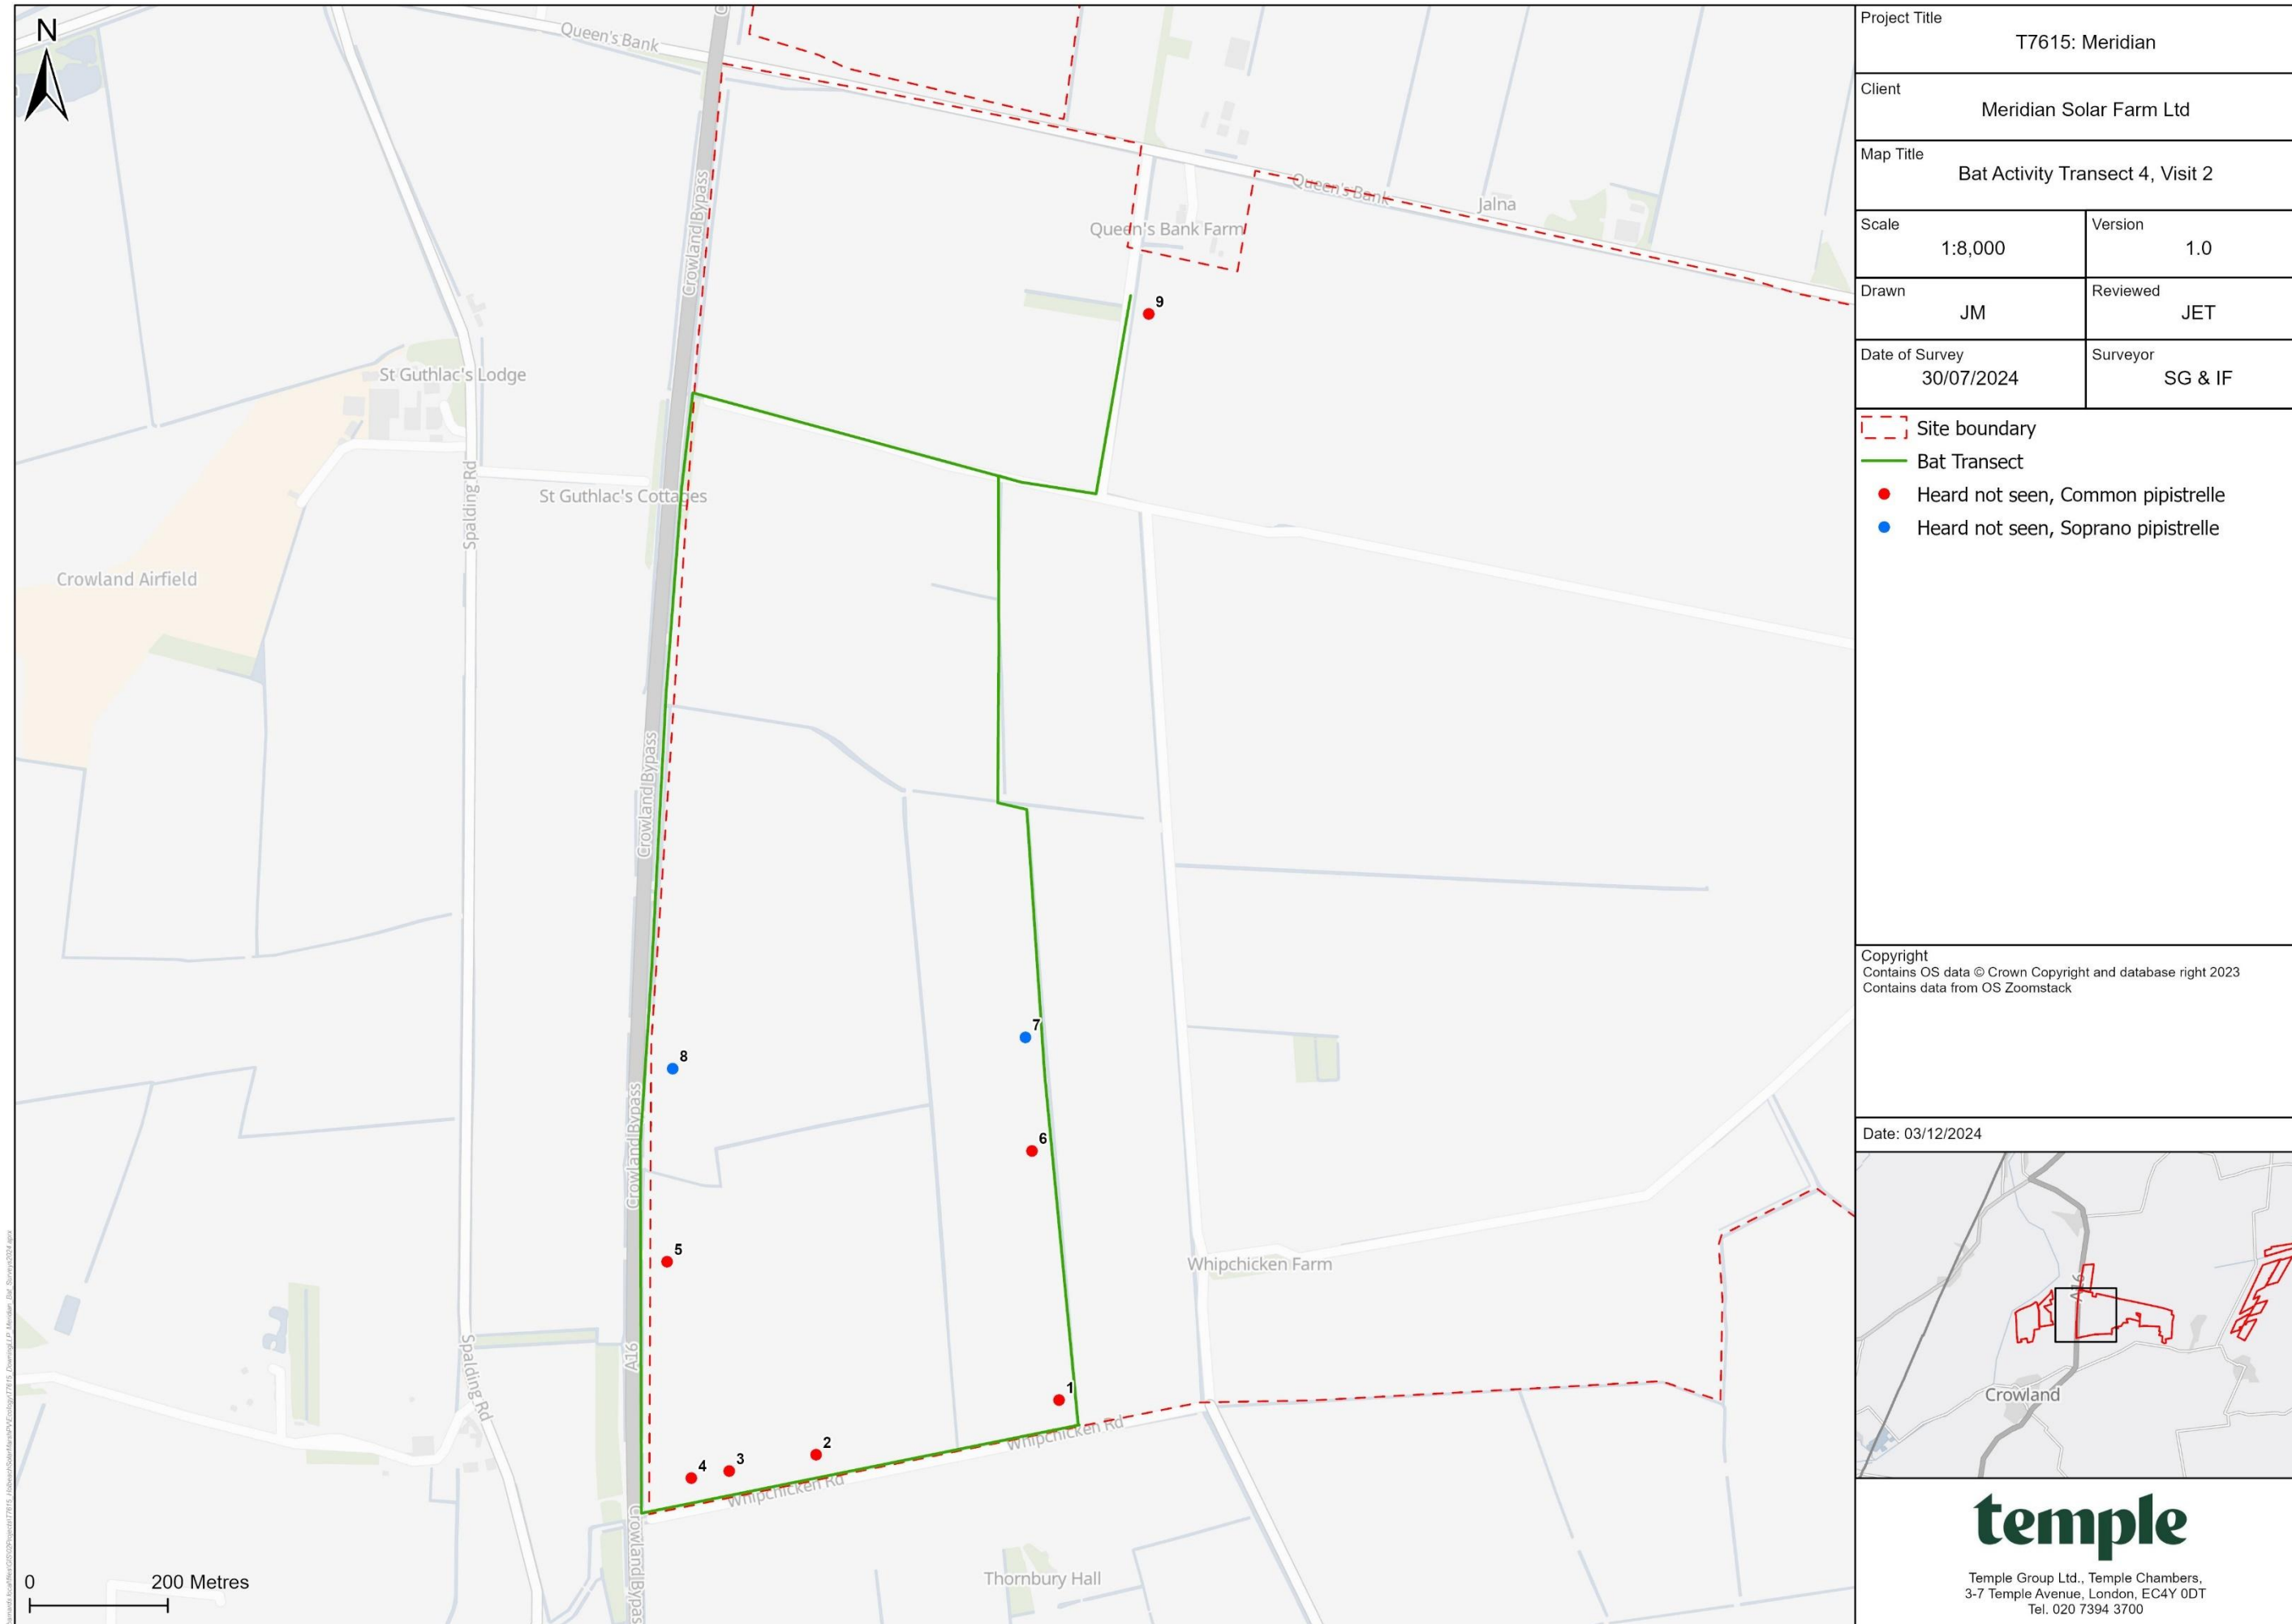 N
Queen's Bank
Crowland Bypass
Queen's Bank
Jalna
Queen's Bank Farm
9
St Guthlac's Lodge
Spalding Rd
St Guthlac's Cottages
Crowland Airfield
Crowland Bypass
7
8
Crowland Bypass
6
5
Whipchicken Farm
A16
Spalding Rd
1
2
3
4
Whipchicken Rd
Whipchicken Rd
Crowland Bypas
Thornbury Hall
0 200 Metres
Project Title
T7615: Meridian
Client
Meridian Solar Farm Ltd
Map Title
Bat Activity Transect 4, Visit 2
Scale
1:8,000
Version
1.0
Drawn
JM
Reviewed
JET
Date of Survey
30/07/2024
Surveyor
SG & IF
Site boundary
Bat Transect
Heard not seen, Common pipistrelle
Heard not seen, Soprano pipistrelle
Copyright
Contains OS data © Crown Copyright and database right 2023
Contains data from OS Zoomstack
Date: 03/12/2024
A16
Crowland
temple
Temple Group Ltd., Temple Chambers,
3-7 Temple Avenue, London, EC4Y 0DT
Tel. 020 7394 3700